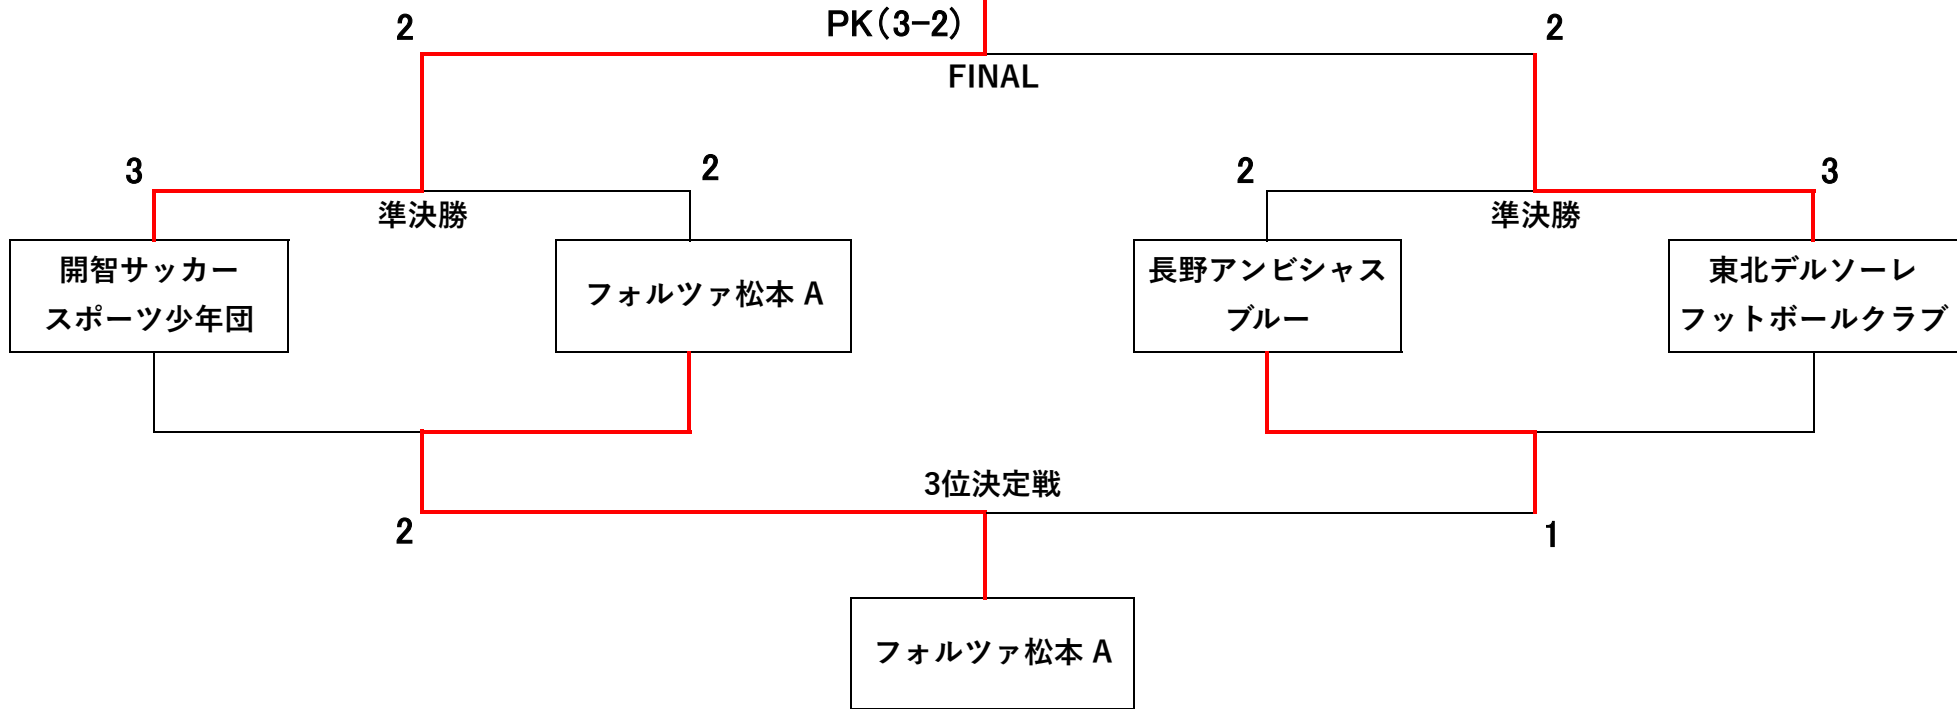 2
PK(3-2)
2
FINAL
3
2
2
3
準決勝
準決勝
開智サッカー
スポーツ少年団
フォルツァ松本 A
長野アンビシャス
ブルー
東北デルソーレ
フットボールクラブ
3位決定戦
2
1
フォルツァ松本 A